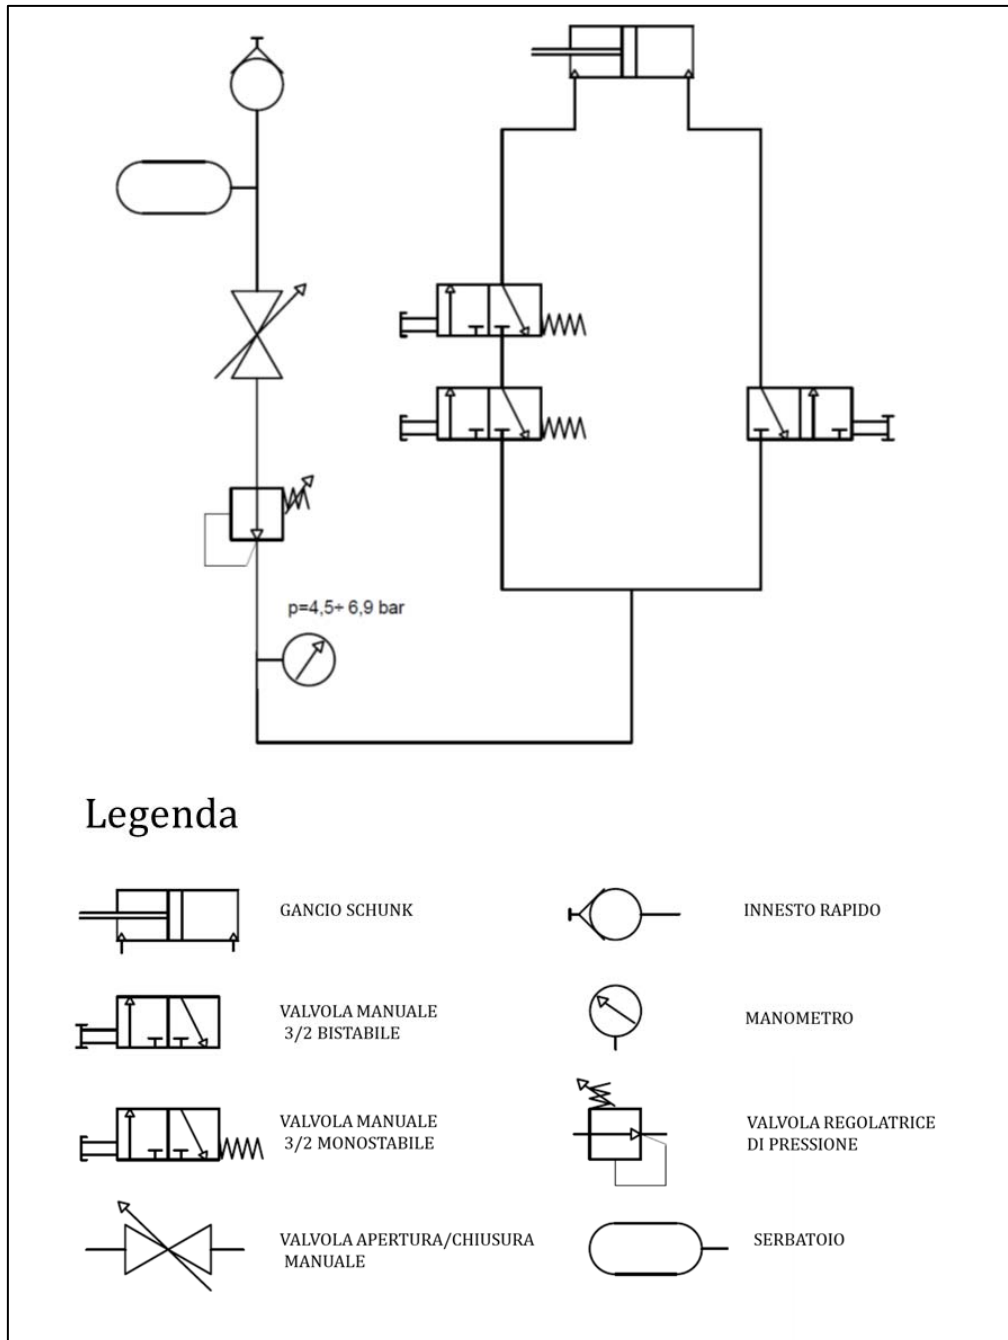 p=4,5÷ 6,9 bar
Legenda
GANCIO SCHUNK
INNESTO RAPIDO
VALVOLA MANUALE
3/2 BISTABILE
MANOMETRO
VALVOLA MANUALE
3/2 MONOSTABILE
VALVOLA REGOLATRICE
DI PRESSIONE
VALVOLA APERTURA/CHIUSURA
MANUALE
SERBATOIO